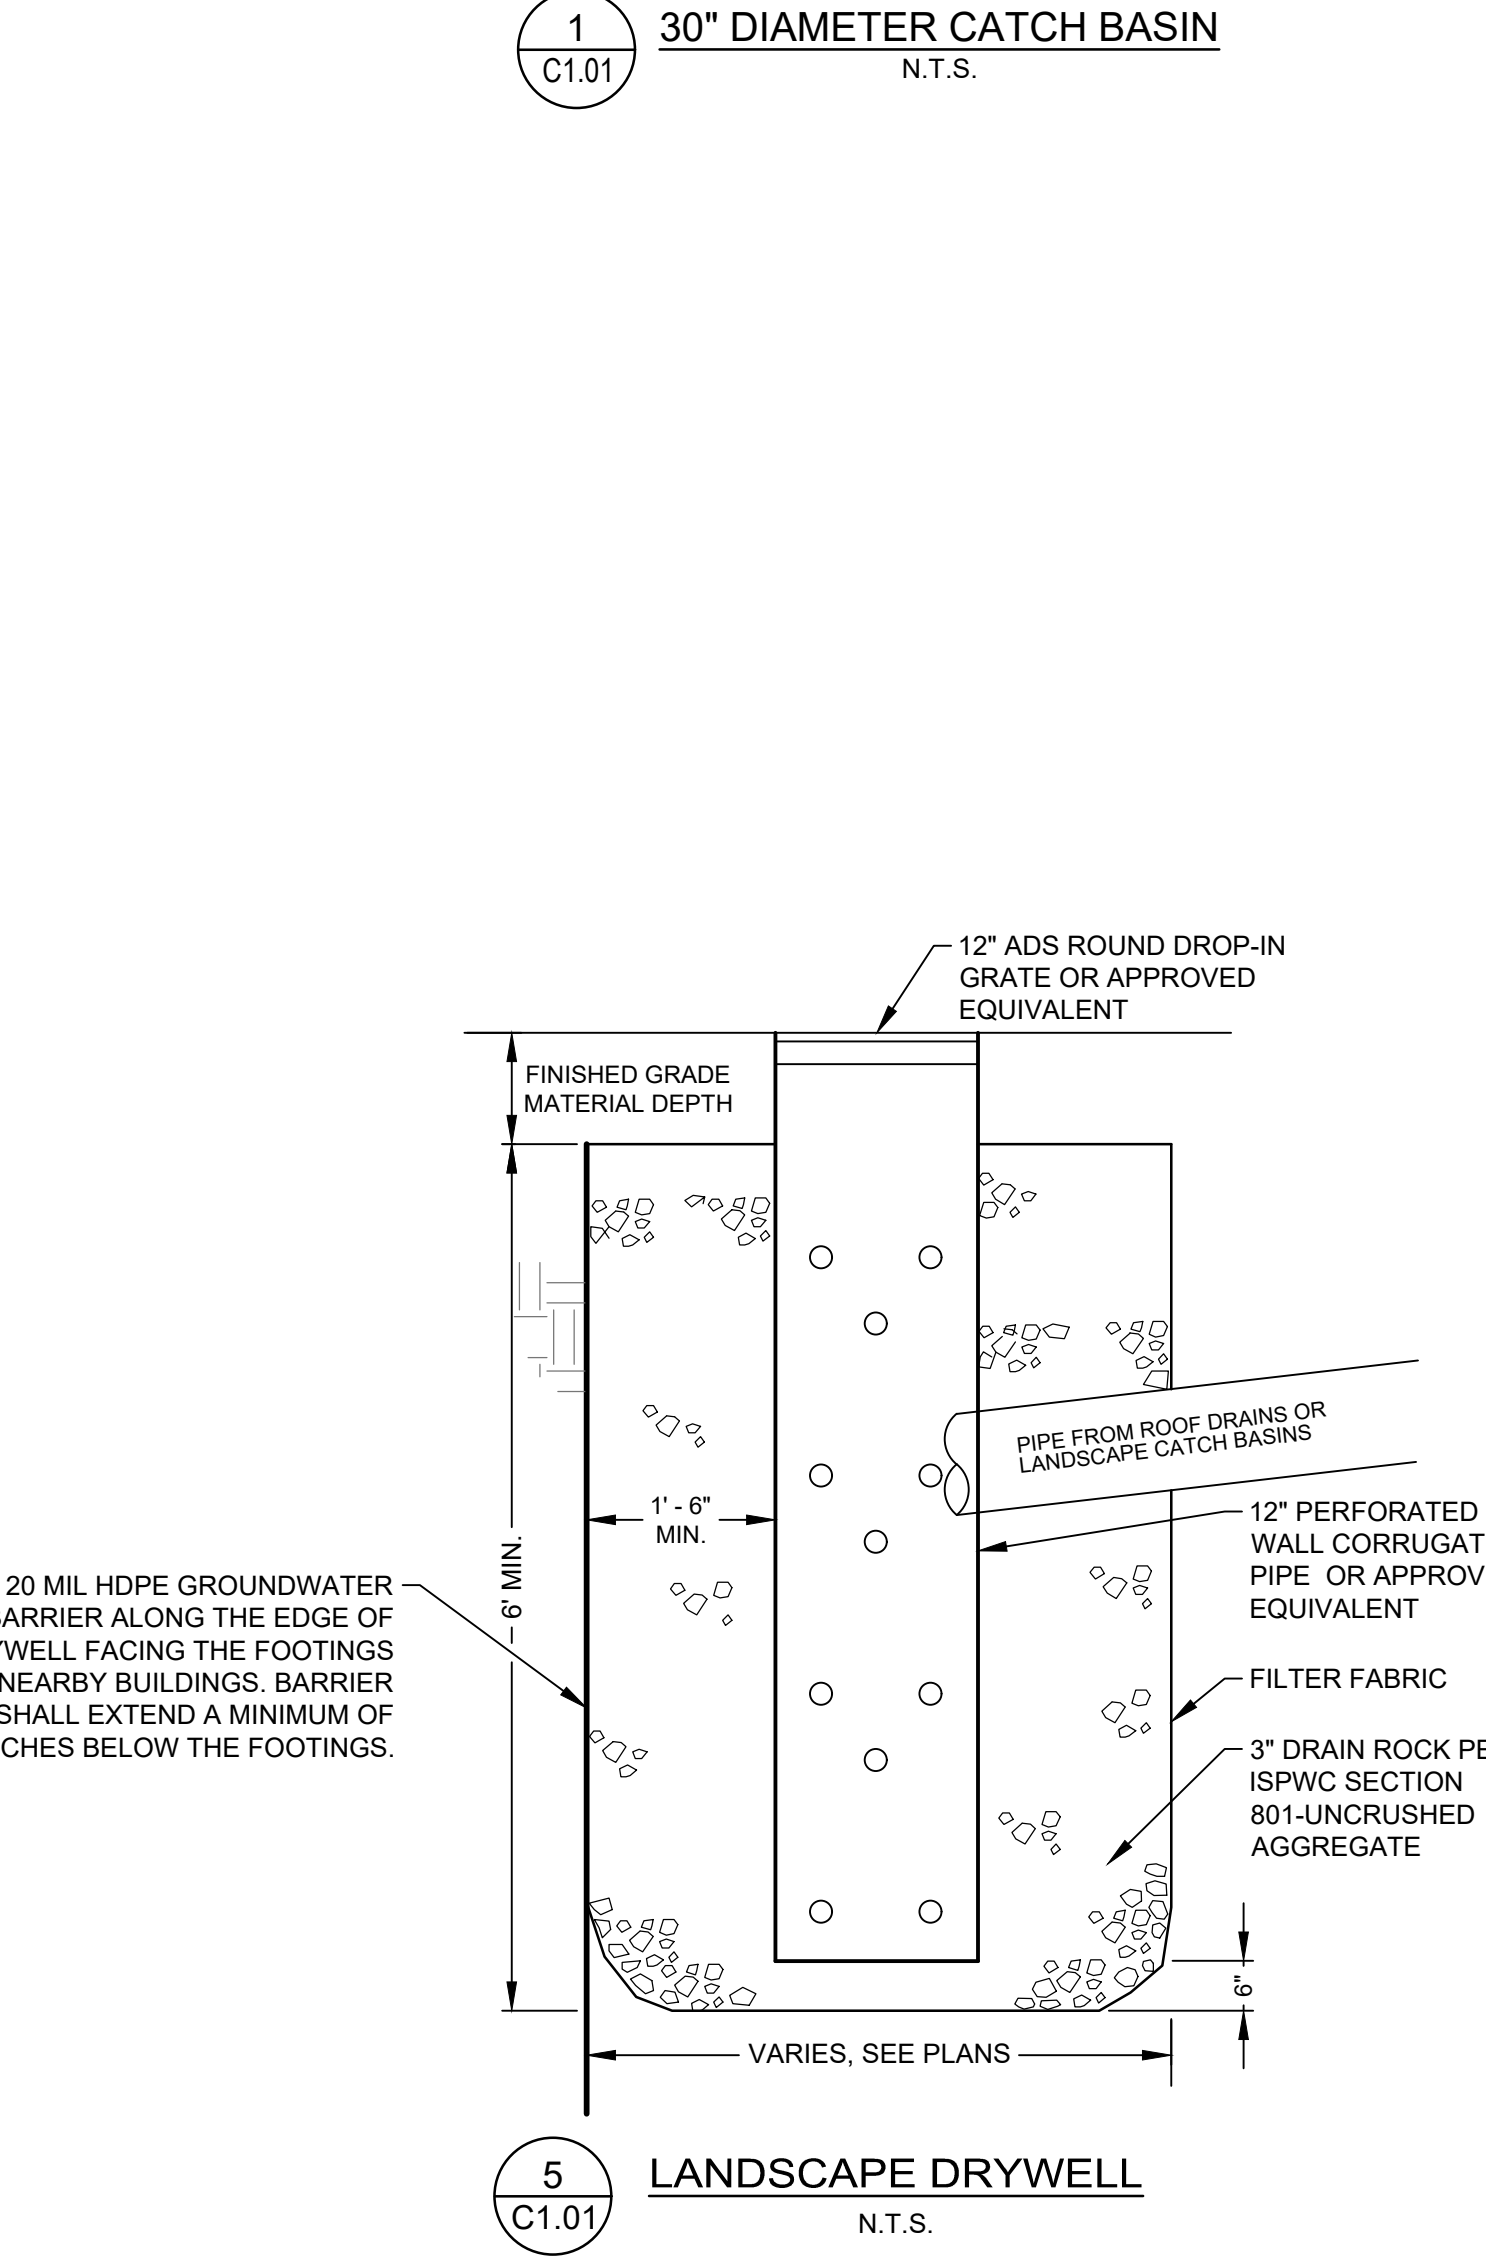 1
C1.01
30" DIAMETER CATCH BASIN
N.T.S.
12" ADS ROUND DROP-IN
GRATE OR APPROVED
EQUIVALENT
FINISHED GRADE
MATERIAL DEPTH
PIPE FROM ROOF DRAINS OR
LANDSCAPE CATCH BASINS
1' - 6"
MIN.
6' MIN.
12" PERFORATED
WALL CORRUGAT
PIPE OR APPROV
EQUIVALENT
20 MIL HDPE GROUNDWATER
BARRIER ALONG THE EDGE OF
YWELL FACING THE FOOTINGS
NEARBY BUILDINGS. BARRIER
SHALL EXTEND A MINIMUM OF
CHES BELOW THE FOOTINGS.
FILTER FABRIC
3" DRAIN ROCK PE
ISPWC SECTION
801-UNCRUSHED
AGGREGATE
6"
VARIES, SEE PLANS
5
C1.01
LANDSCAPE DRYWELL
N.T.S.